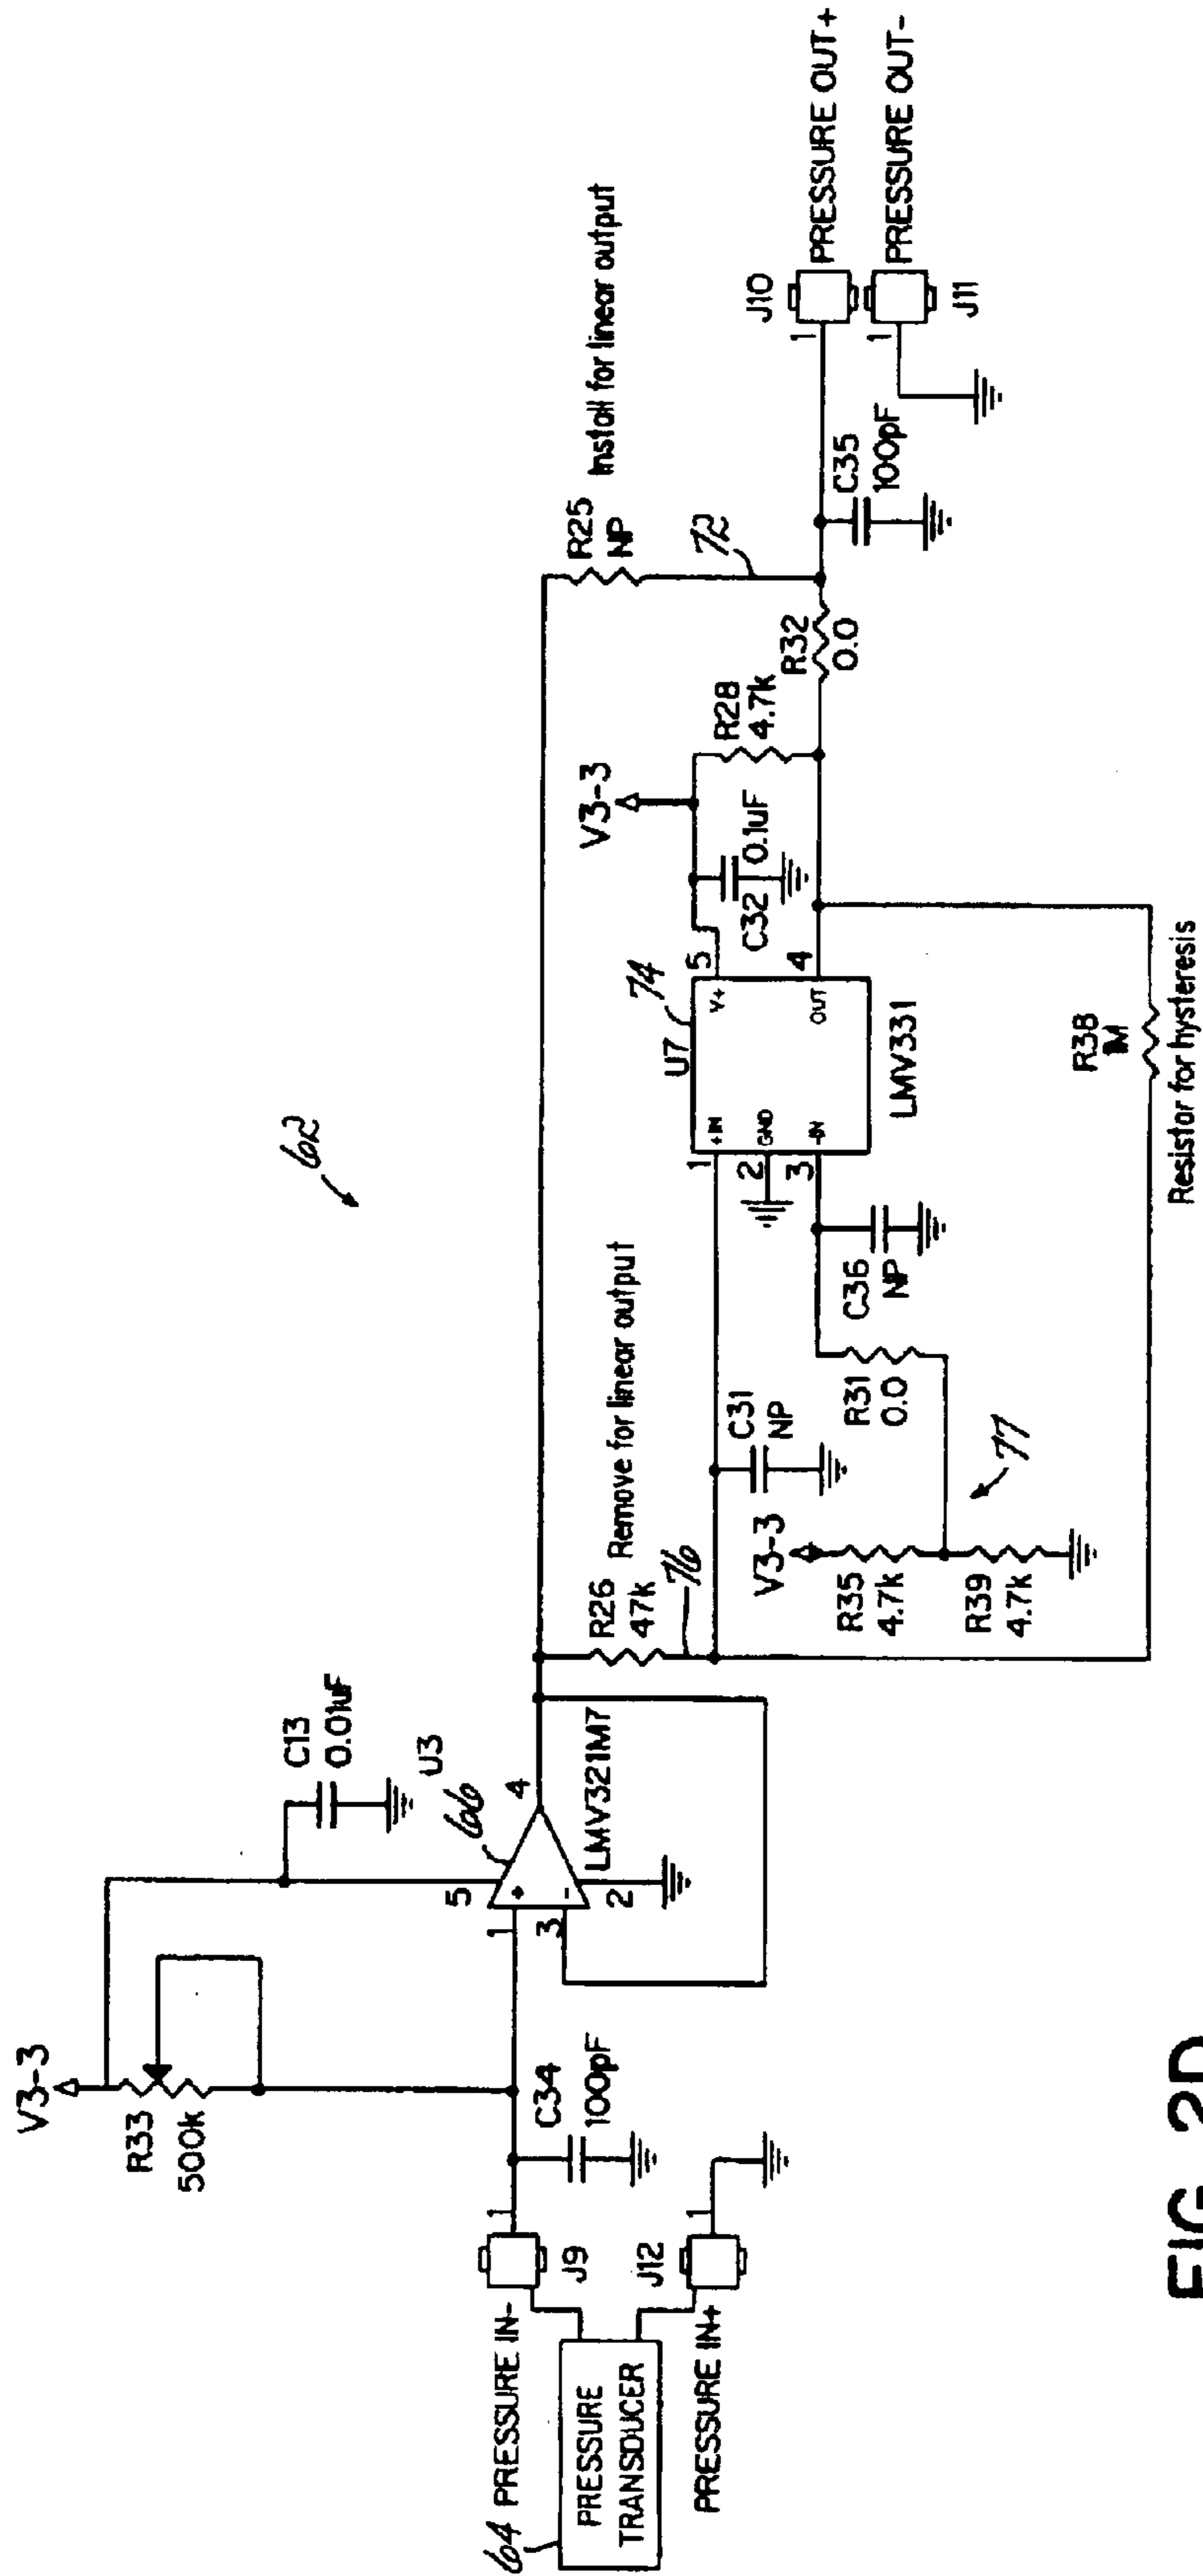 62
V3-3
R33
500k
C13
0.01uF
64
PRESSURE IN-
J9
1
PRESSURE
TRANSDUCER
J12
1
PRESSURE IN+
C34
100pF
5
1
+
3
-
2
4
U3
66
LMV321M7
R26
47k
Remove for linear output
76
C31
NP
V3-3
R35
4.7k
R39
4.7k
77
R31
0.0
C36
NP
U7
74
1
+IN
2
GND
3
-IN
V+
5
OUT
4
LMV331
C32
0.1uF
V3-3
R28
4.7k
R38
1M
Resistor for hysteresis
R32
0.0
R25
NP
Install for linear output
72
C35
100pF
J10
1
PRESSURE OUT+
1
PRESSURE OUT-
J11
FIG. 2D